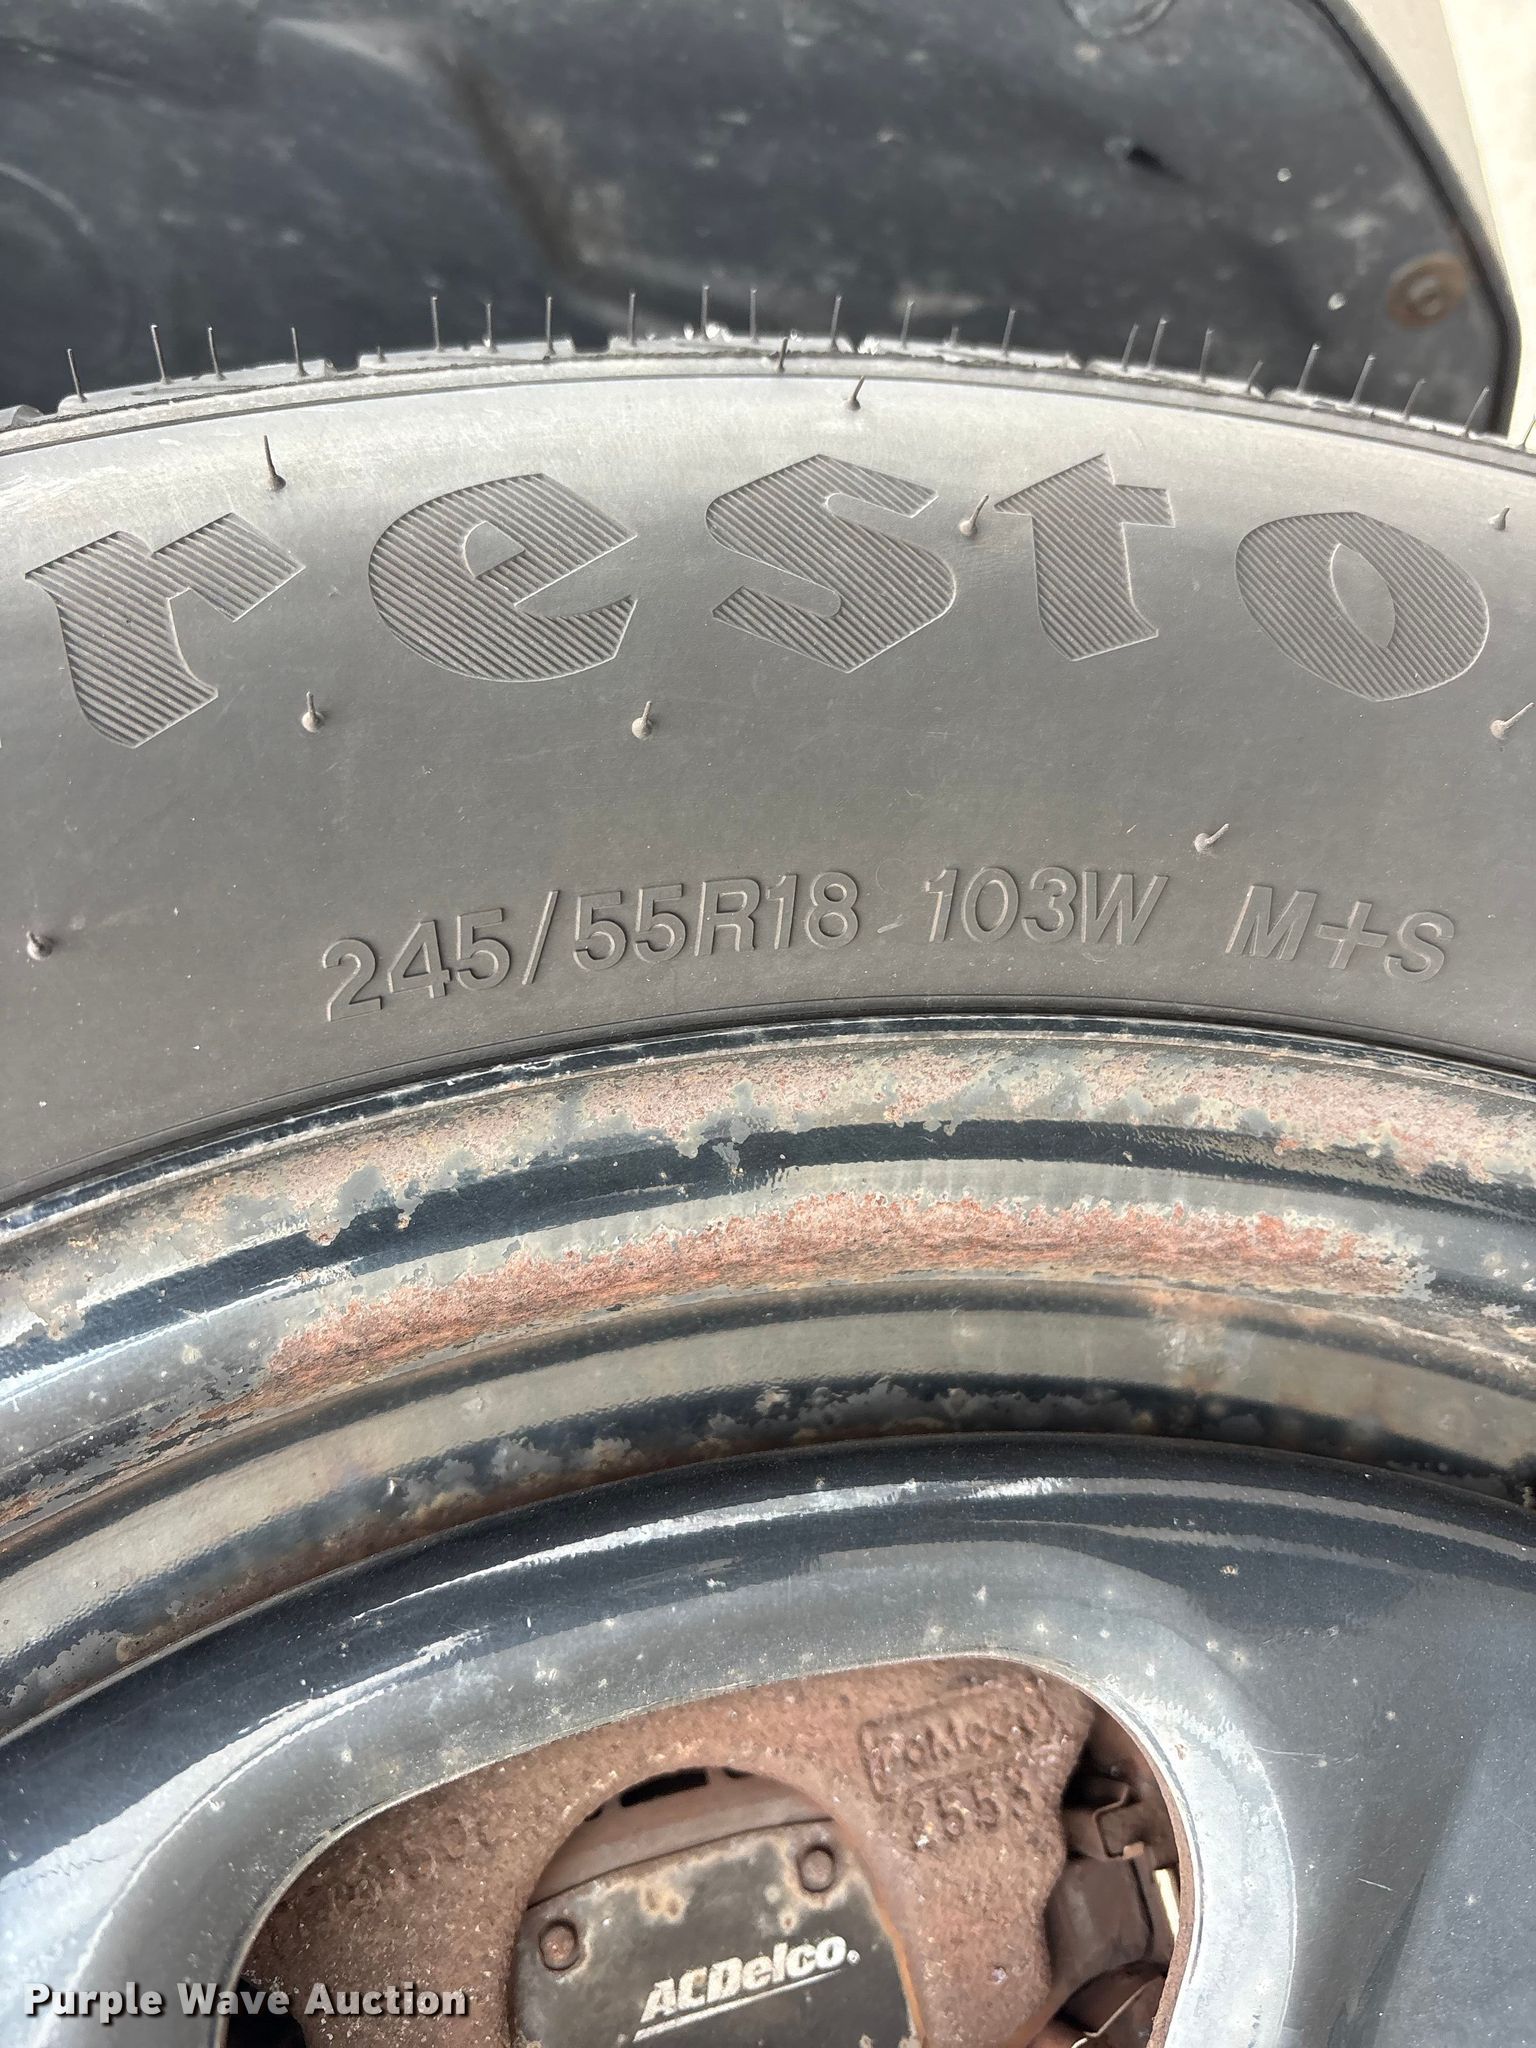 resto
245/55R18 103W M+S
ACDelco.
Purple Wave Auction